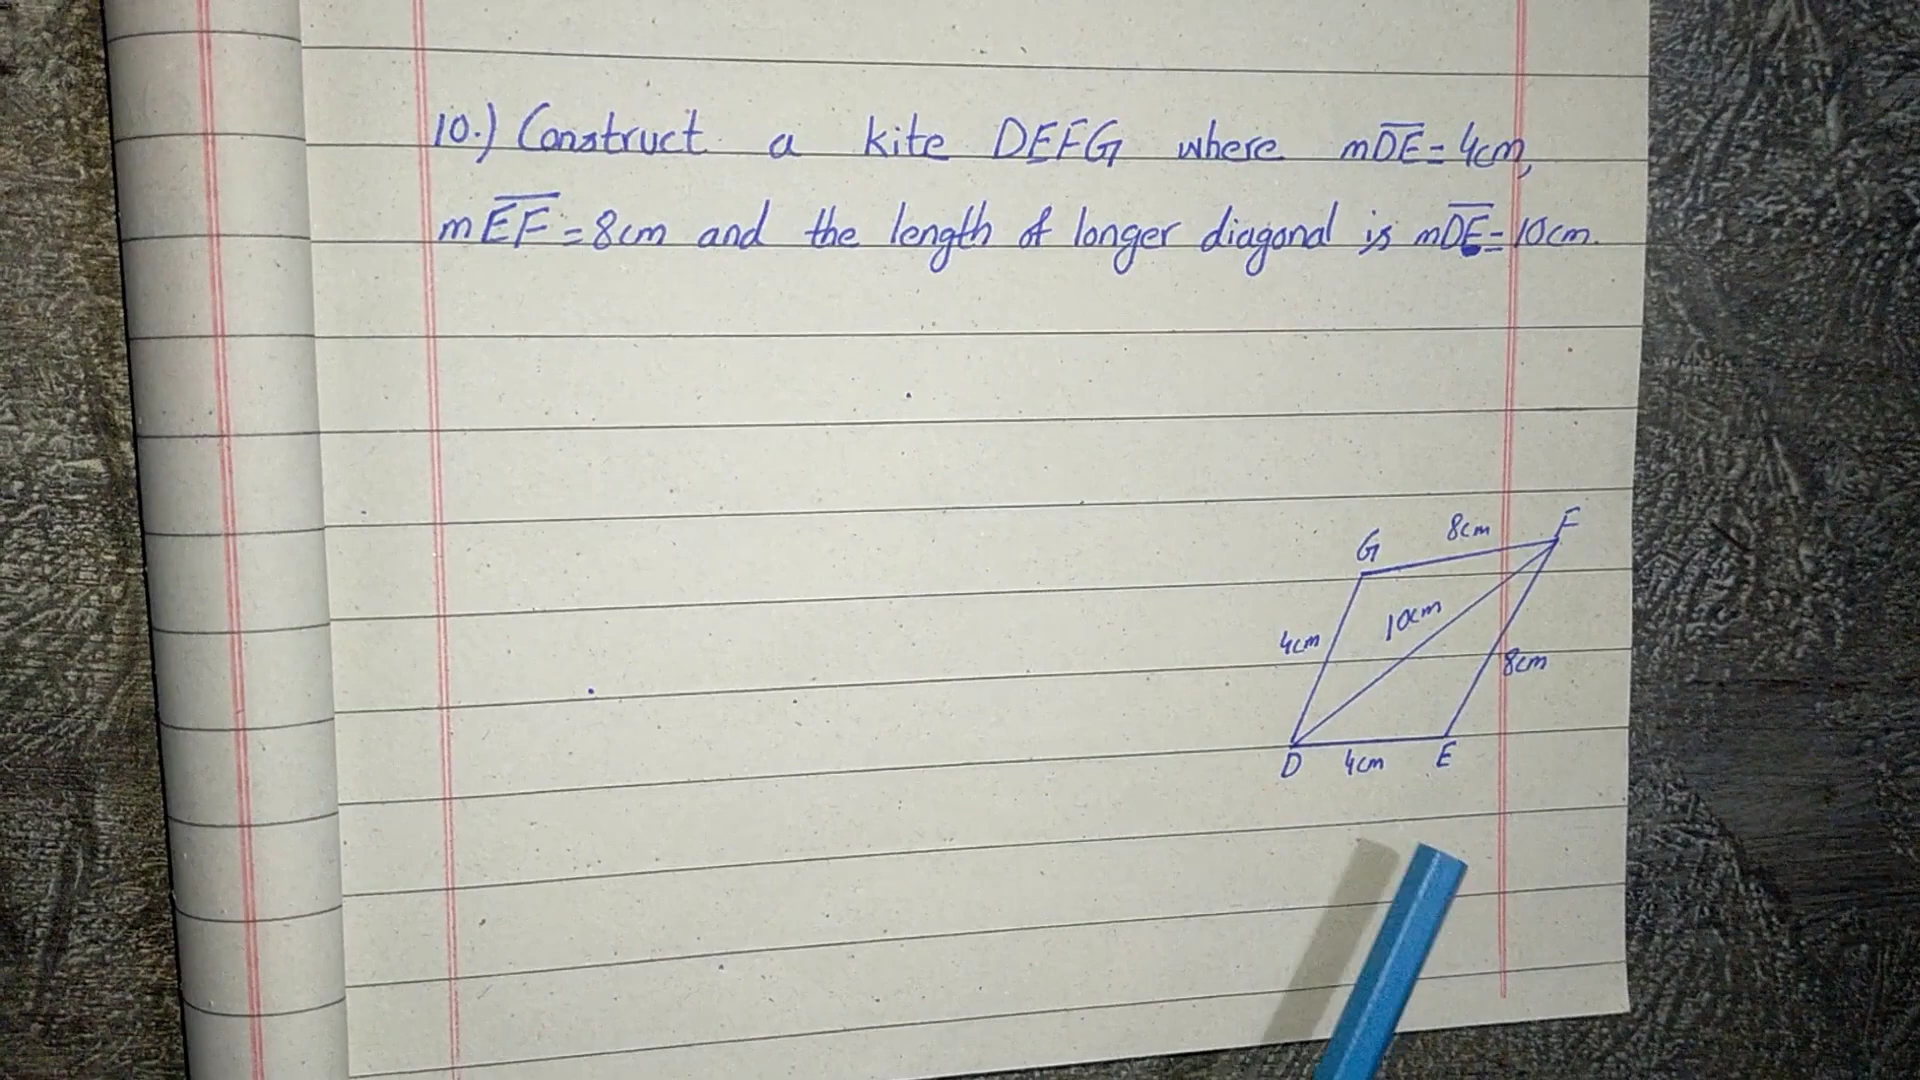 10.) Construct a kite DEFG where mDE = 4cm,
mEF = 8cm and the length of longer diagonal is mDF = 10cm.
G 8cm F
4cm 10cm 8cm
D 4cm E